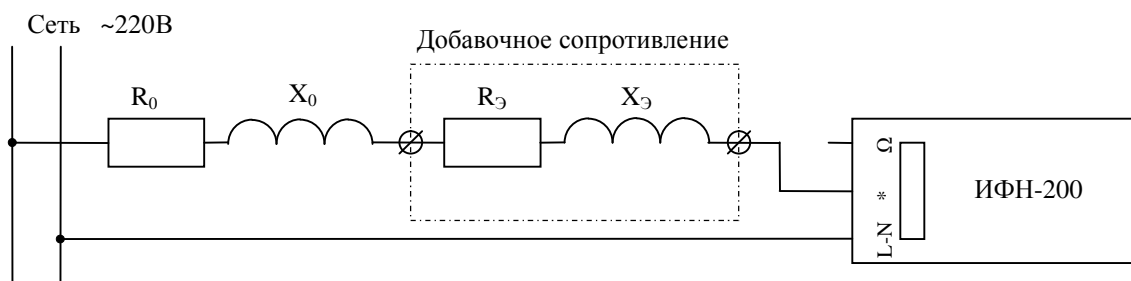 Сеть ~220В
Добавочное сопротивление
R₀
X₀
RЭ
XЭ
Ω
*
L-N
ИФН-200